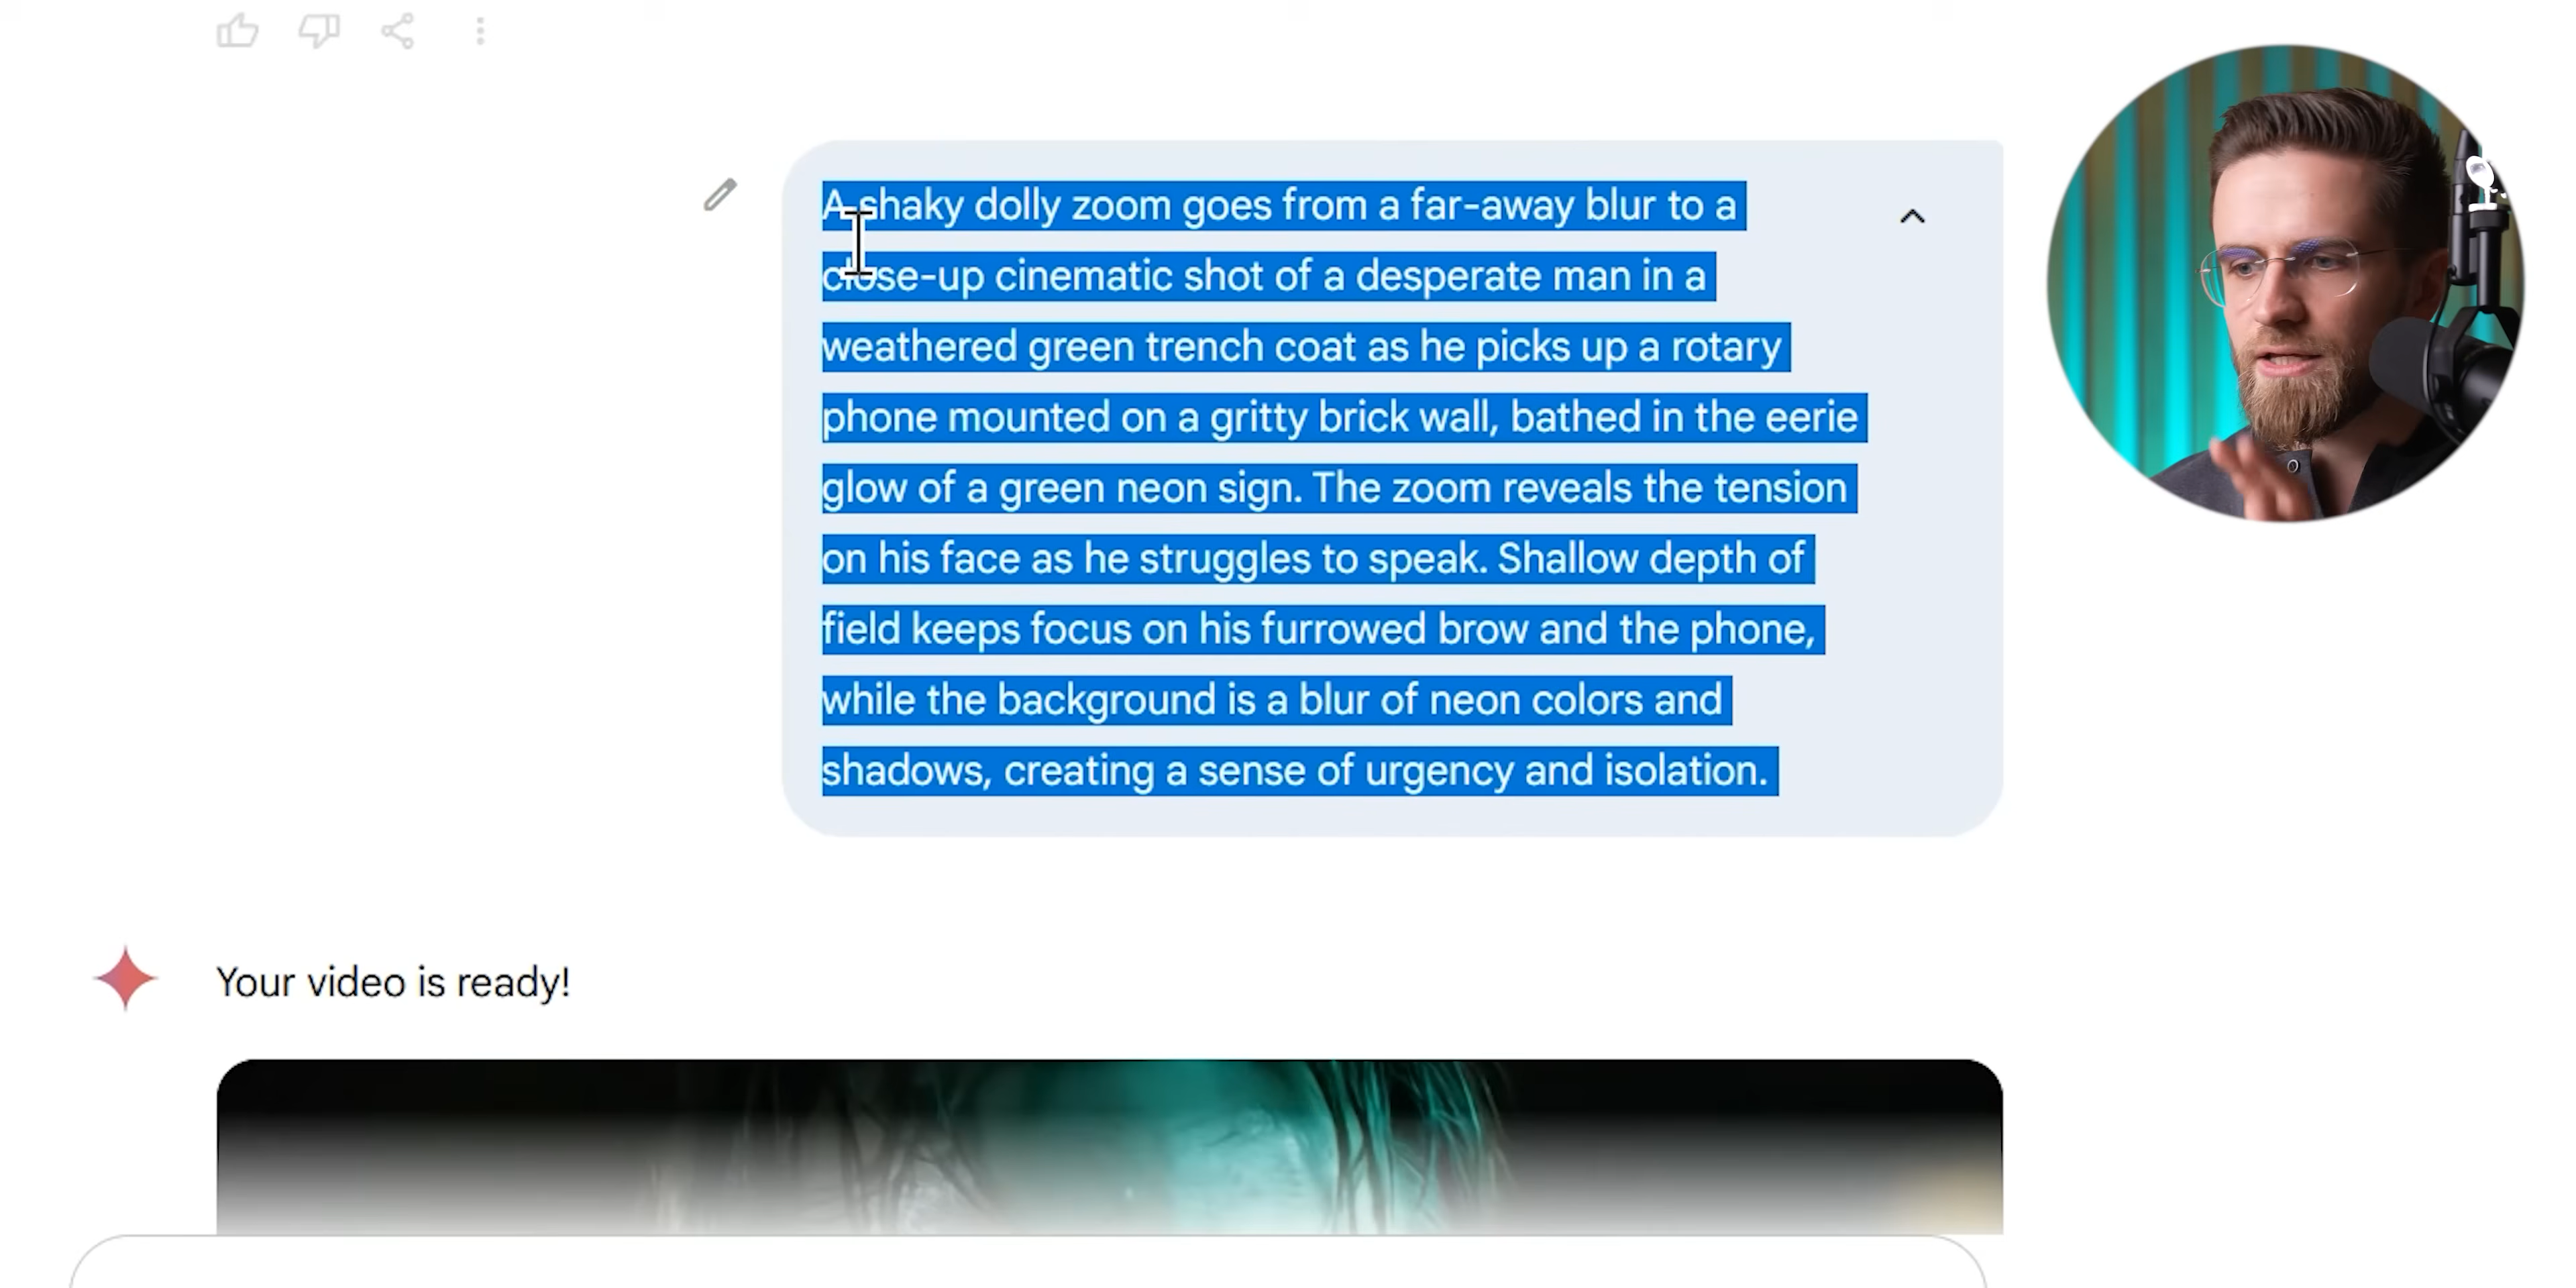 A shaky dolly zoom goes from a far-away blur to a
close-up cinematic shot of a desperate man in a
weathered green trench coat as he picks up a rotary
phone mounted on a gritty brick wall, bathed in the eerie
glow of a green neon sign. The zoom reveals the tension
on his face as he struggles to speak. Shallow depth of
field keeps focus on his furrowed brow and the phone,
while the background is a blur of neon colors and
shadows, creating a sense of urgency and isolation.
Your video is ready!